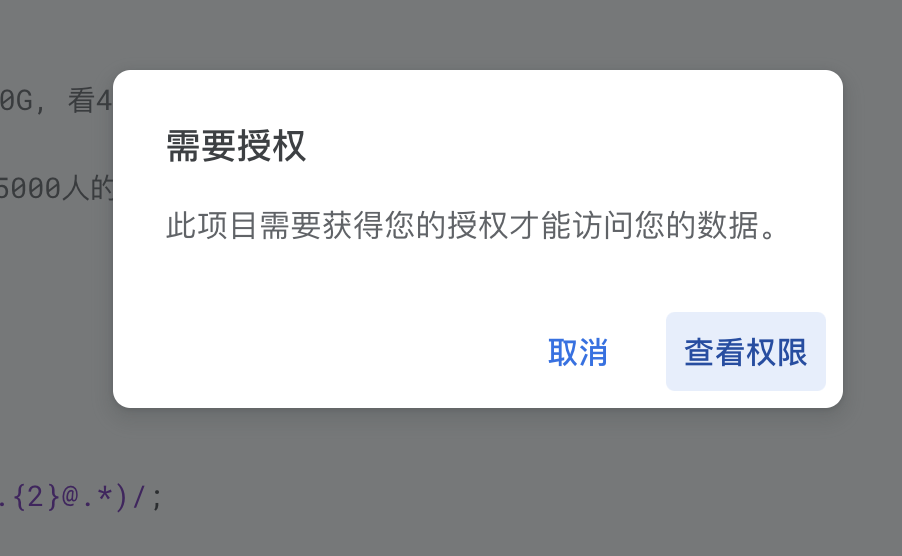 0G, 看4
需要授权
5000人的
此项目需要获得您的授权才能访问您的数据。
取消 查看权限
.{2}@.*)/;